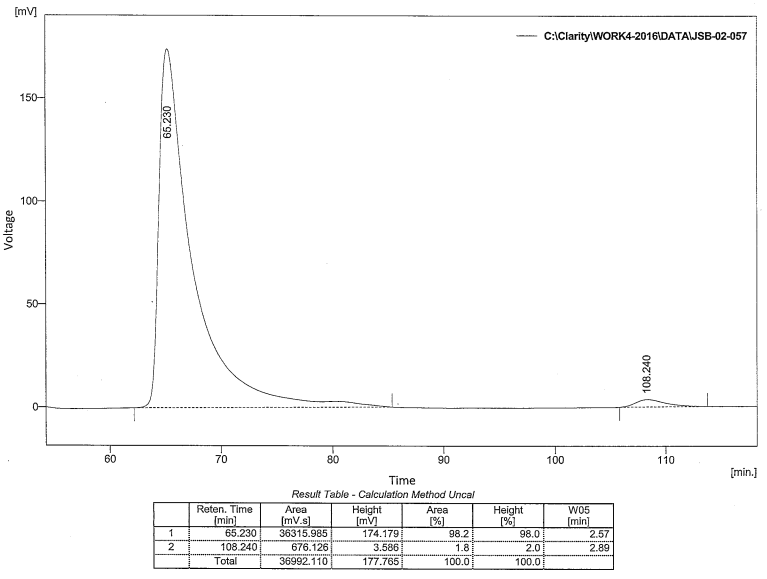 [mV]
C:\Clarity\WORK4-2016\DATA\JSB-02-057
150
65.230
100
Voltage
50
108.240
0
60 70 80 90 100 110
Time [min.]
Result Table - Calculation Method Uncal
Reten. Time [min] Area [mV.s] Height [mV] Area [%] Height [%] W05 [min]
1 65.230 36315.985 174.179 98.2 98.0 2.57
2 108.240 676.126 3.586 1.8 2.0 2.89
Total 36992.110 177.765 100.0 100.0